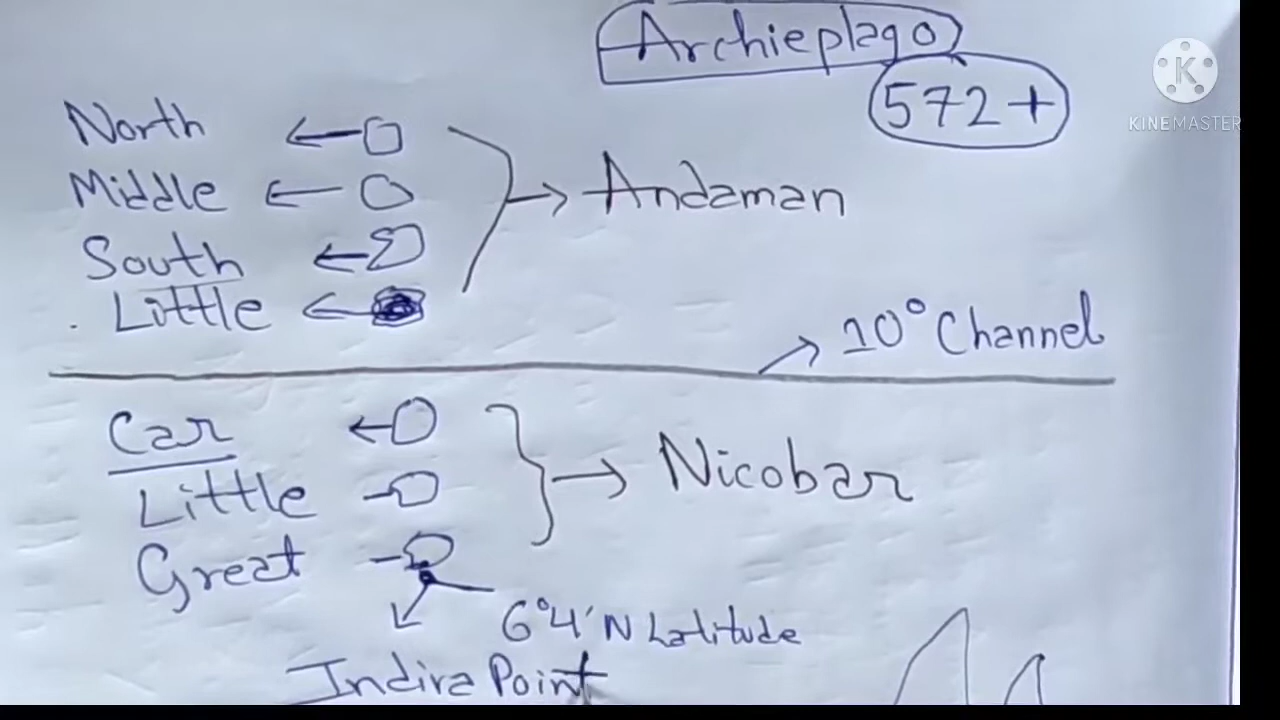 Archieplago
572+
North
Middle
South
Little
Andaman
10° Channel
Car
Little
Great
Nicobar
6°4'N Latitude
Indira Point
KINEMASTER